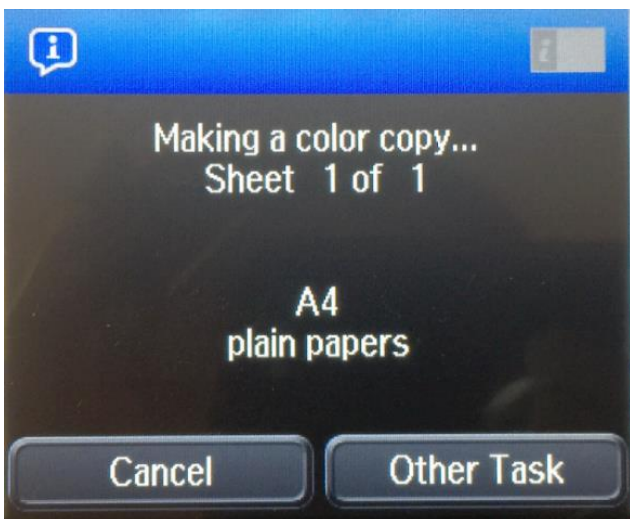 Making a color copy...
Sheet 1 of 1
A4
plain papers
Cancel
Other Task